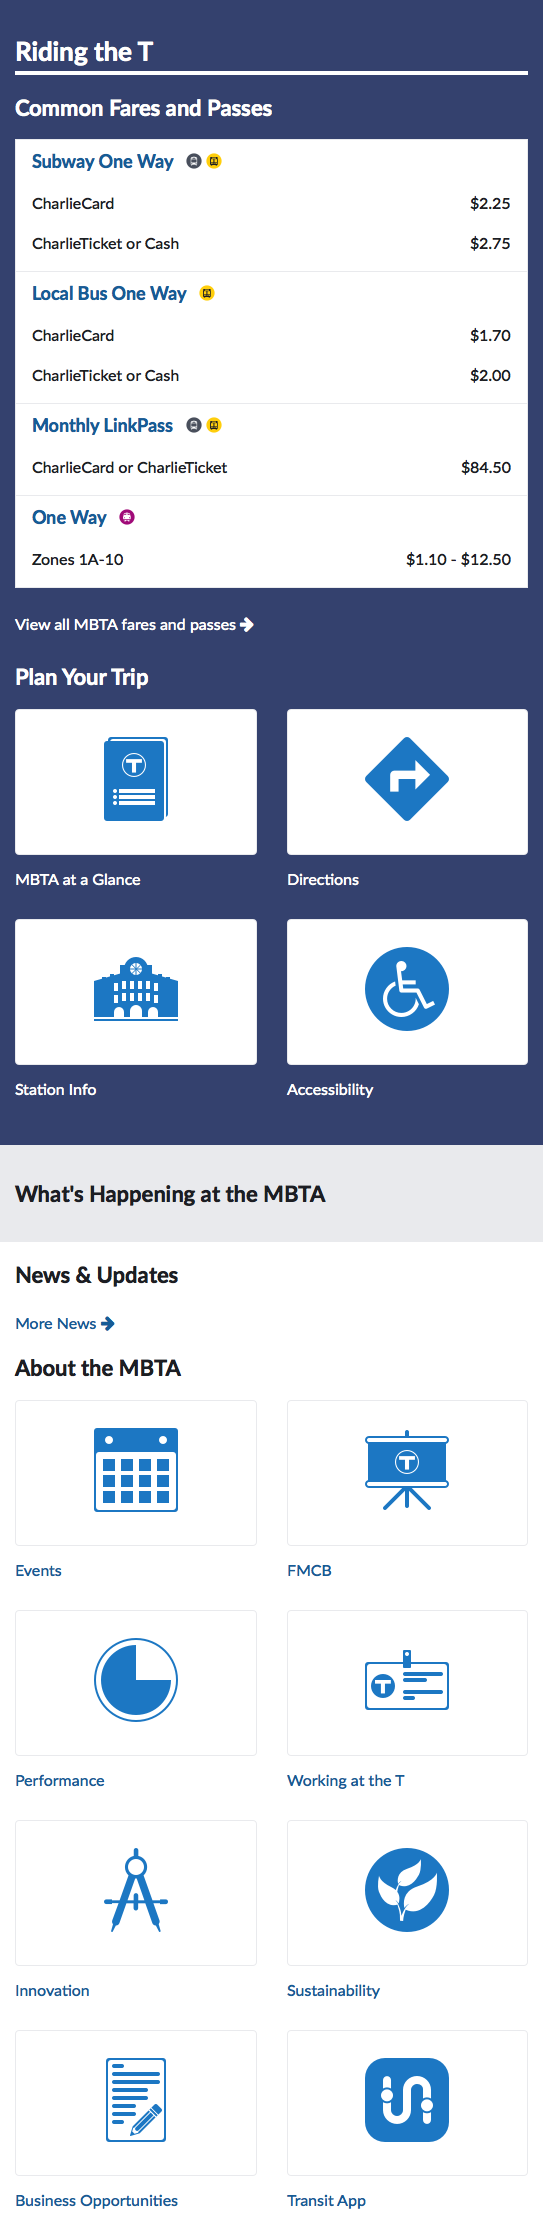 Riding the T
Common Fares and Passes
Subway One Way
CharlieCard $2.25
CharlieTicket or Cash $2.75
Local Bus One Way
CharlieCard $1.70
CharlieTicket or Cash $2.00
Monthly LinkPass
CharlieCard or CharlieTicket $84.50
One Way
Zones 1A-10 $1.10 - $12.50
View all MBTA fares and passes
Plan Your Trip
T
MBTA at a Glance
Directions
Station Info
Accessibility
What's Happening at the MBTA
News & Updates
More News
About the MBTA
T
Events
FMCB
T
Performance
Working at the T
Innovation
Sustainability
Business Opportunities
Transit App